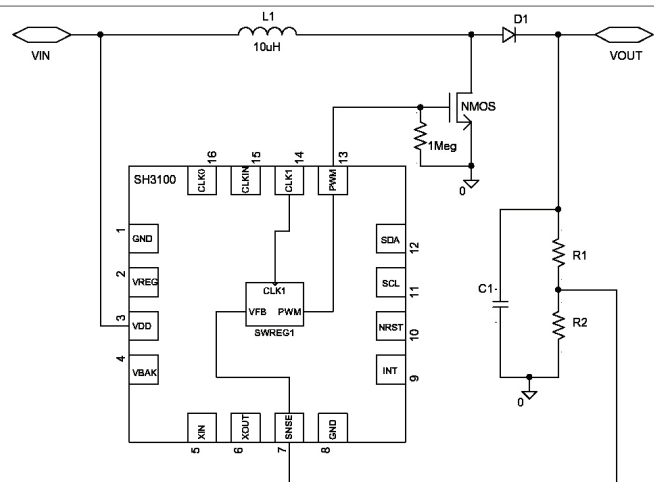 L1
D1
VIN
10uH
VOUT
NMOS
1Meg
16
15
14
13
SH3100
CLK0
CLKIN
CLK1
PWM
0
1
GND
SDA
12
R1
2
VREG
SCL
11
CLK1
C1
3
VDD
VFB
PWM
NRST
10
R2
SWREG1
4
VBAK
INT
9
0
XIN
XOUT
SNSE
GND
5
6
7
8